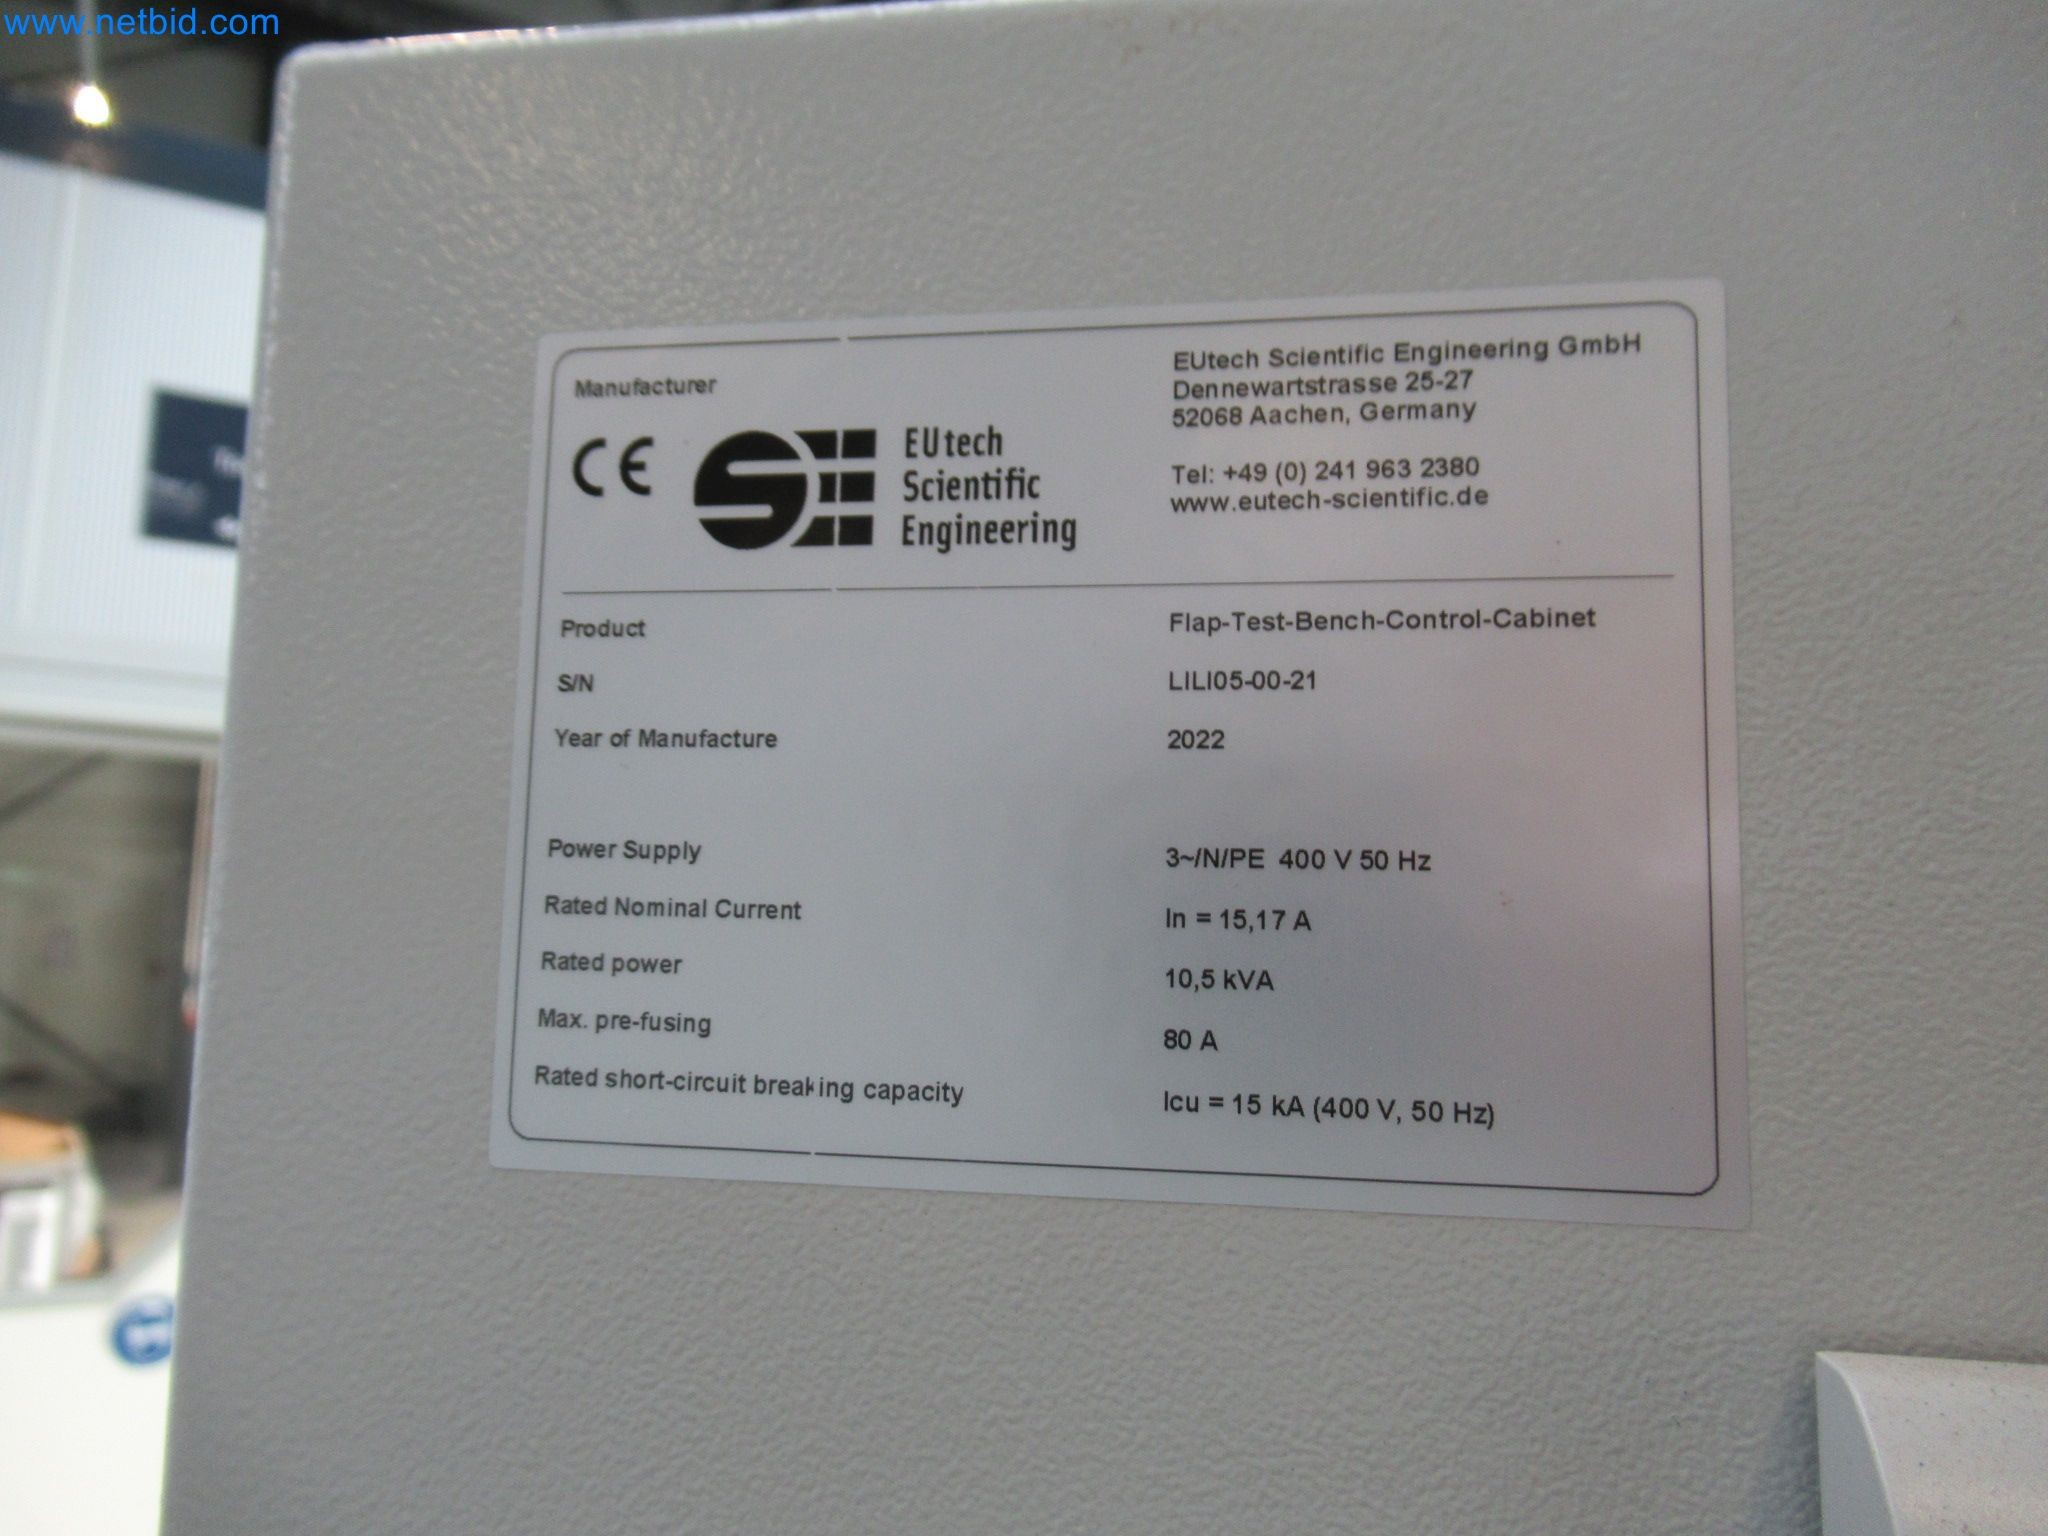 www.netbid.com
Manufacturer
CE
EUtech
Scientific
Engineering
EUtech Scientific Engineering GmbH
Dennewartstrasse 25-27
52068 Aachen, Germany
Tel: +49 (0) 241 963 2380
www.eutech-scientific.de
Product Flap-Test-Bench-Control-Cabinet
S/N LILI05-00-21
Year of Manufacture 2022
Power Supply 3~/N/PE 400 V 50 Hz
Rated Nominal Current In = 15,17 A
Rated power 10,5 kVA
Max. pre-fusing 80 A
Rated short-circuit breaking capacity Icu = 15 kA (400 V, 50 Hz)